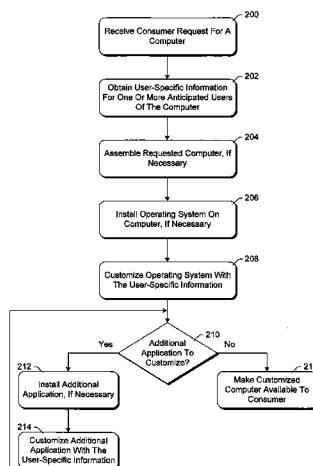 200
Receive Consumer Request For A
Computer
202
Obtain User-Specific Information
For One Or More Anticipated Users
Of The Computer
204
Assemble Requested Computer, If
Necessary
206
Install Operating System On
Computer, If Necessary
208
Customize Operating System With
The User-Specific Information
210
Additional
Application To
Customize?
Yes
No
212
Install Additional
Application, If Necessary
21
Make Customized
Computer Available To
Consumer
214
Customize Additional
Application With The
User-Specific Information